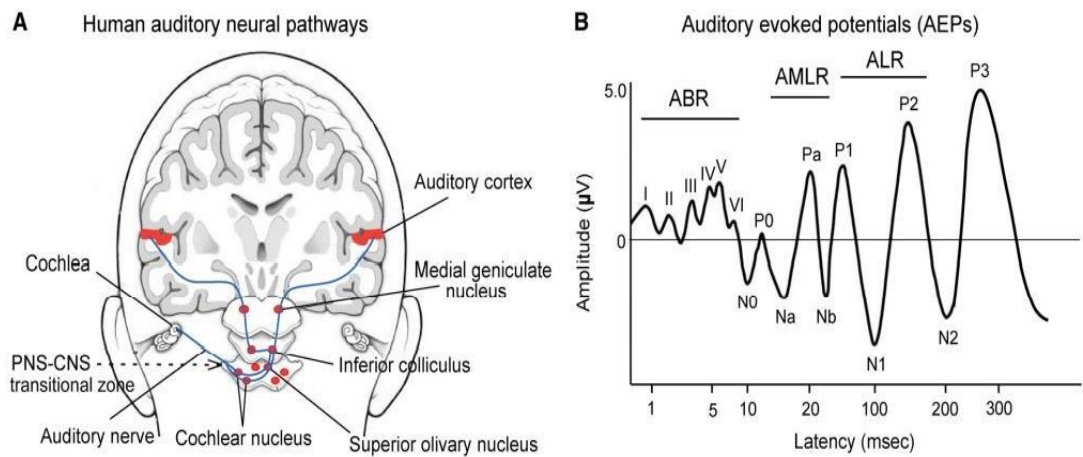 A Human auditory neural pathways
Auditory cortex
Cochlea
Medial geniculate
nucleus
PNS-CNS
transitional zone
Inferior colliculus
Auditory nerve
Cochlear nucleus
Superior olivary nucleus
B Auditory evoked potentials (AEPs)
ABR
AMLR
ALR
5.0
0
Amplitude (μV)
I
II
III
IV
V
VI
N0
P0
Na
Pa
Nb
P1
N1
P2
N2
P3
1 5 10 20 100 200 300
Latency (msec)